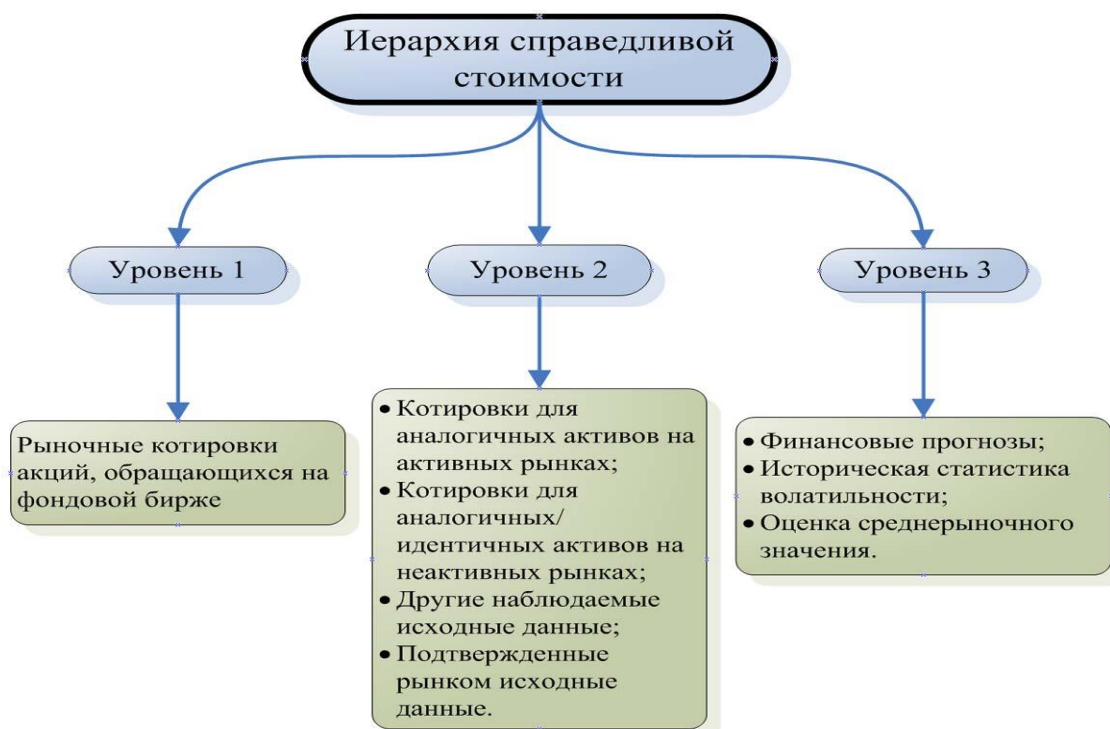 Иерархия справедливой
стоимости
Уровень 1
Уровень 2
Уровень 3
Рыночные котировки
акций, обращающихся на
фондовой бирже
• Котировки для
аналогичных активов на
активных рынках;
• Котировки для
аналогичных/
идентичных активов на
неактивных рынках;
• Другие наблюдаемые
исходные данные;
• Подтвержденные
рынком исходные
данные.
• Финансовые прогнозы;
• Историческая статистика
волатильности;
• Оценка среднерыночного
значения.